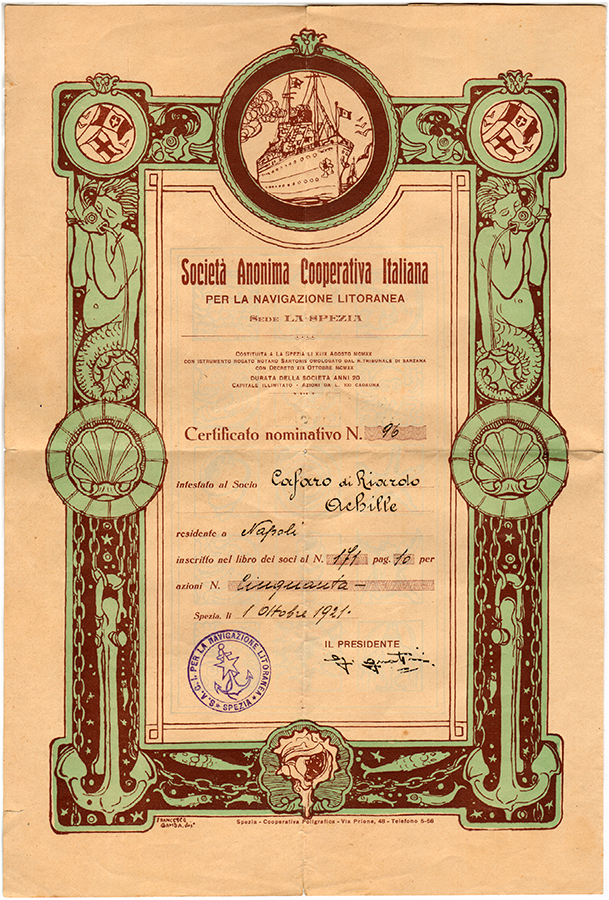 Società Anonima Cooperativa Italiana
PER LA NAVIGAZIONE LITORANEA
SEDE LA SPEZIA
COSTITUITA A LA SPEZIA LI XXIX AGOSTO MCMXX
CON ISTRUMENTO ROGATO NOTARO SARTORIS OMOLOGATO DAL R. TRIBUNALE DI SARZANA
CON DECRETO XIX OTTOBRE MCMXX
DURATA DELLA SOCIETÀ ANNI 20
CAPITALE ILLIMITATO - AZIONI DA L. 100 CADAUNA
Certificato nominativo N. 96
intestato al Socio Cafaro di Riardo
Achille
residente a Napoli
inscritto nel libro dei soci al N. 171 pag. 10 per
azioni N. Cinquanta —
Spezia, li 1 Ottobre 1921.
IL PRESIDENTE
S.A.C.I. PER LA NAVIGAZIONE LITORANEA
SPEZIA
FRANCESCO
GAMBA dis.
Spezia - Cooperativa Poligrafica - Via Prione, 48 - Telefono 5-56